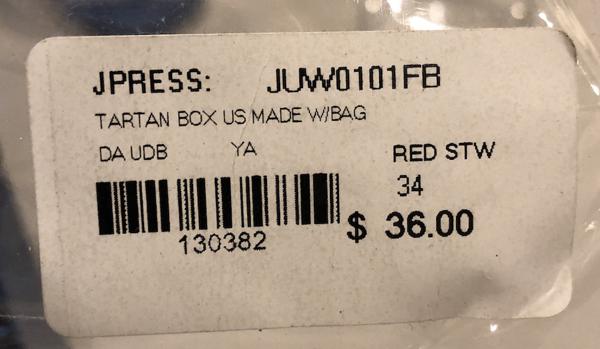 JPRESS: JUW0101FB
TARTAN BOX US MADE W/BAG
DA UDB YA RED STW
34
130382 $ 36.00